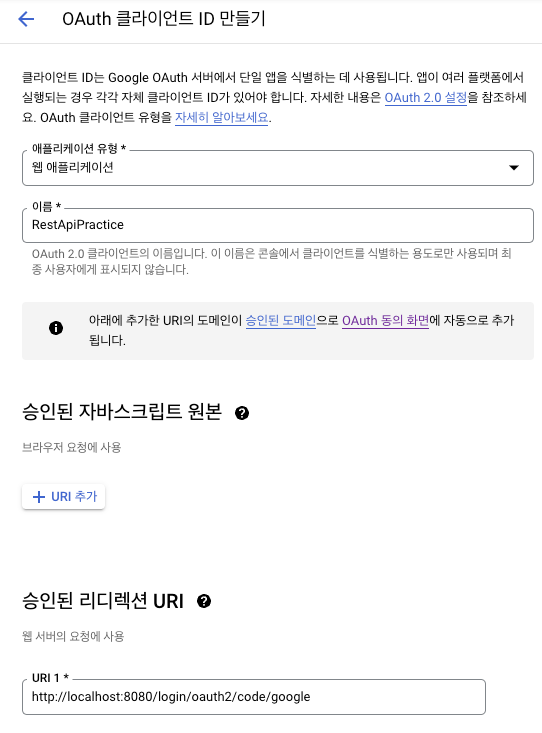 OAuth 클라이언트 ID 만들기
클라이언트 ID는 Google OAuth 서버에서 단일 앱을 식별하는 데 사용됩니다. 앱이 여러 플랫폼에서
실행되는 경우 각각 자체 클라이언트 ID가 있어야 합니다. 자세한 내용은 OAuth 2.0 설정을 참조하세
요. OAuth 클라이언트 유형을 자세히 알아보세요.
애플리케이션 유형 *
웹 애플리케이션
이름 *
RestApiPractice
OAuth 2.0 클라이언트의 이름입니다. 이 이름은 콘솔에서 클라이언트를 식별하는 용도로만 사용되며 최
종 사용자에게 표시되지 않습니다.
아래에 추가한 URI의 도메인이 승인된 도메인으로 OAuth 동의 화면에 자동으로 추가
됩니다.
승인된 자바스크립트 원본
브라우저 요청에 사용
URI 추가
승인된 리디렉션 URI
웹 서버의 요청에 사용
URI 1 *
http://localhost:8080/login/oauth2/code/google